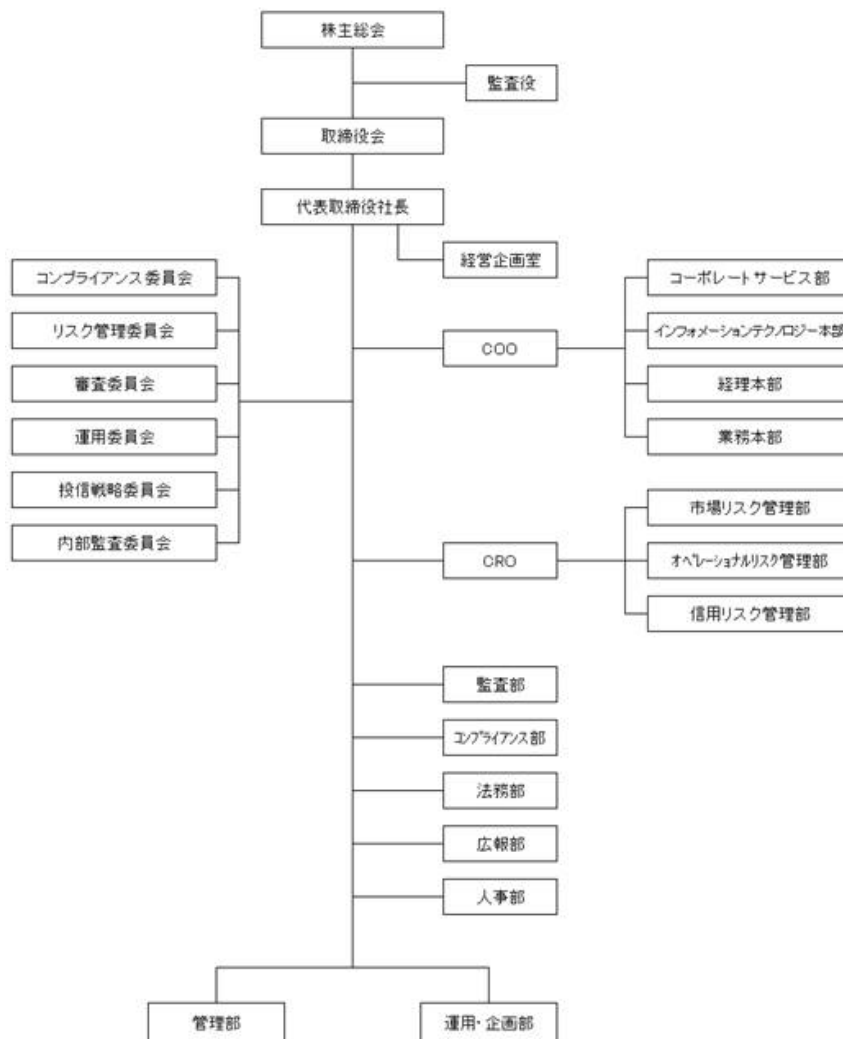 株主総会
監査役
取締役会
代表取締役社長
経営企画室
コンプライアンス委員会
リスク管理委員会
審査委員会
運用委員会
投信戦略委員会
内部監査委員会
COO
コーポレートサービス部
インフォメーションテクノロジー本部
経理本部
業務本部
CRO
市場リスク管理部
オペレーショナルリスク管理部
信用リスク管理部
監査部
コンプライアンス部
法務部
広報部
人事部
管理部
運用・企画部